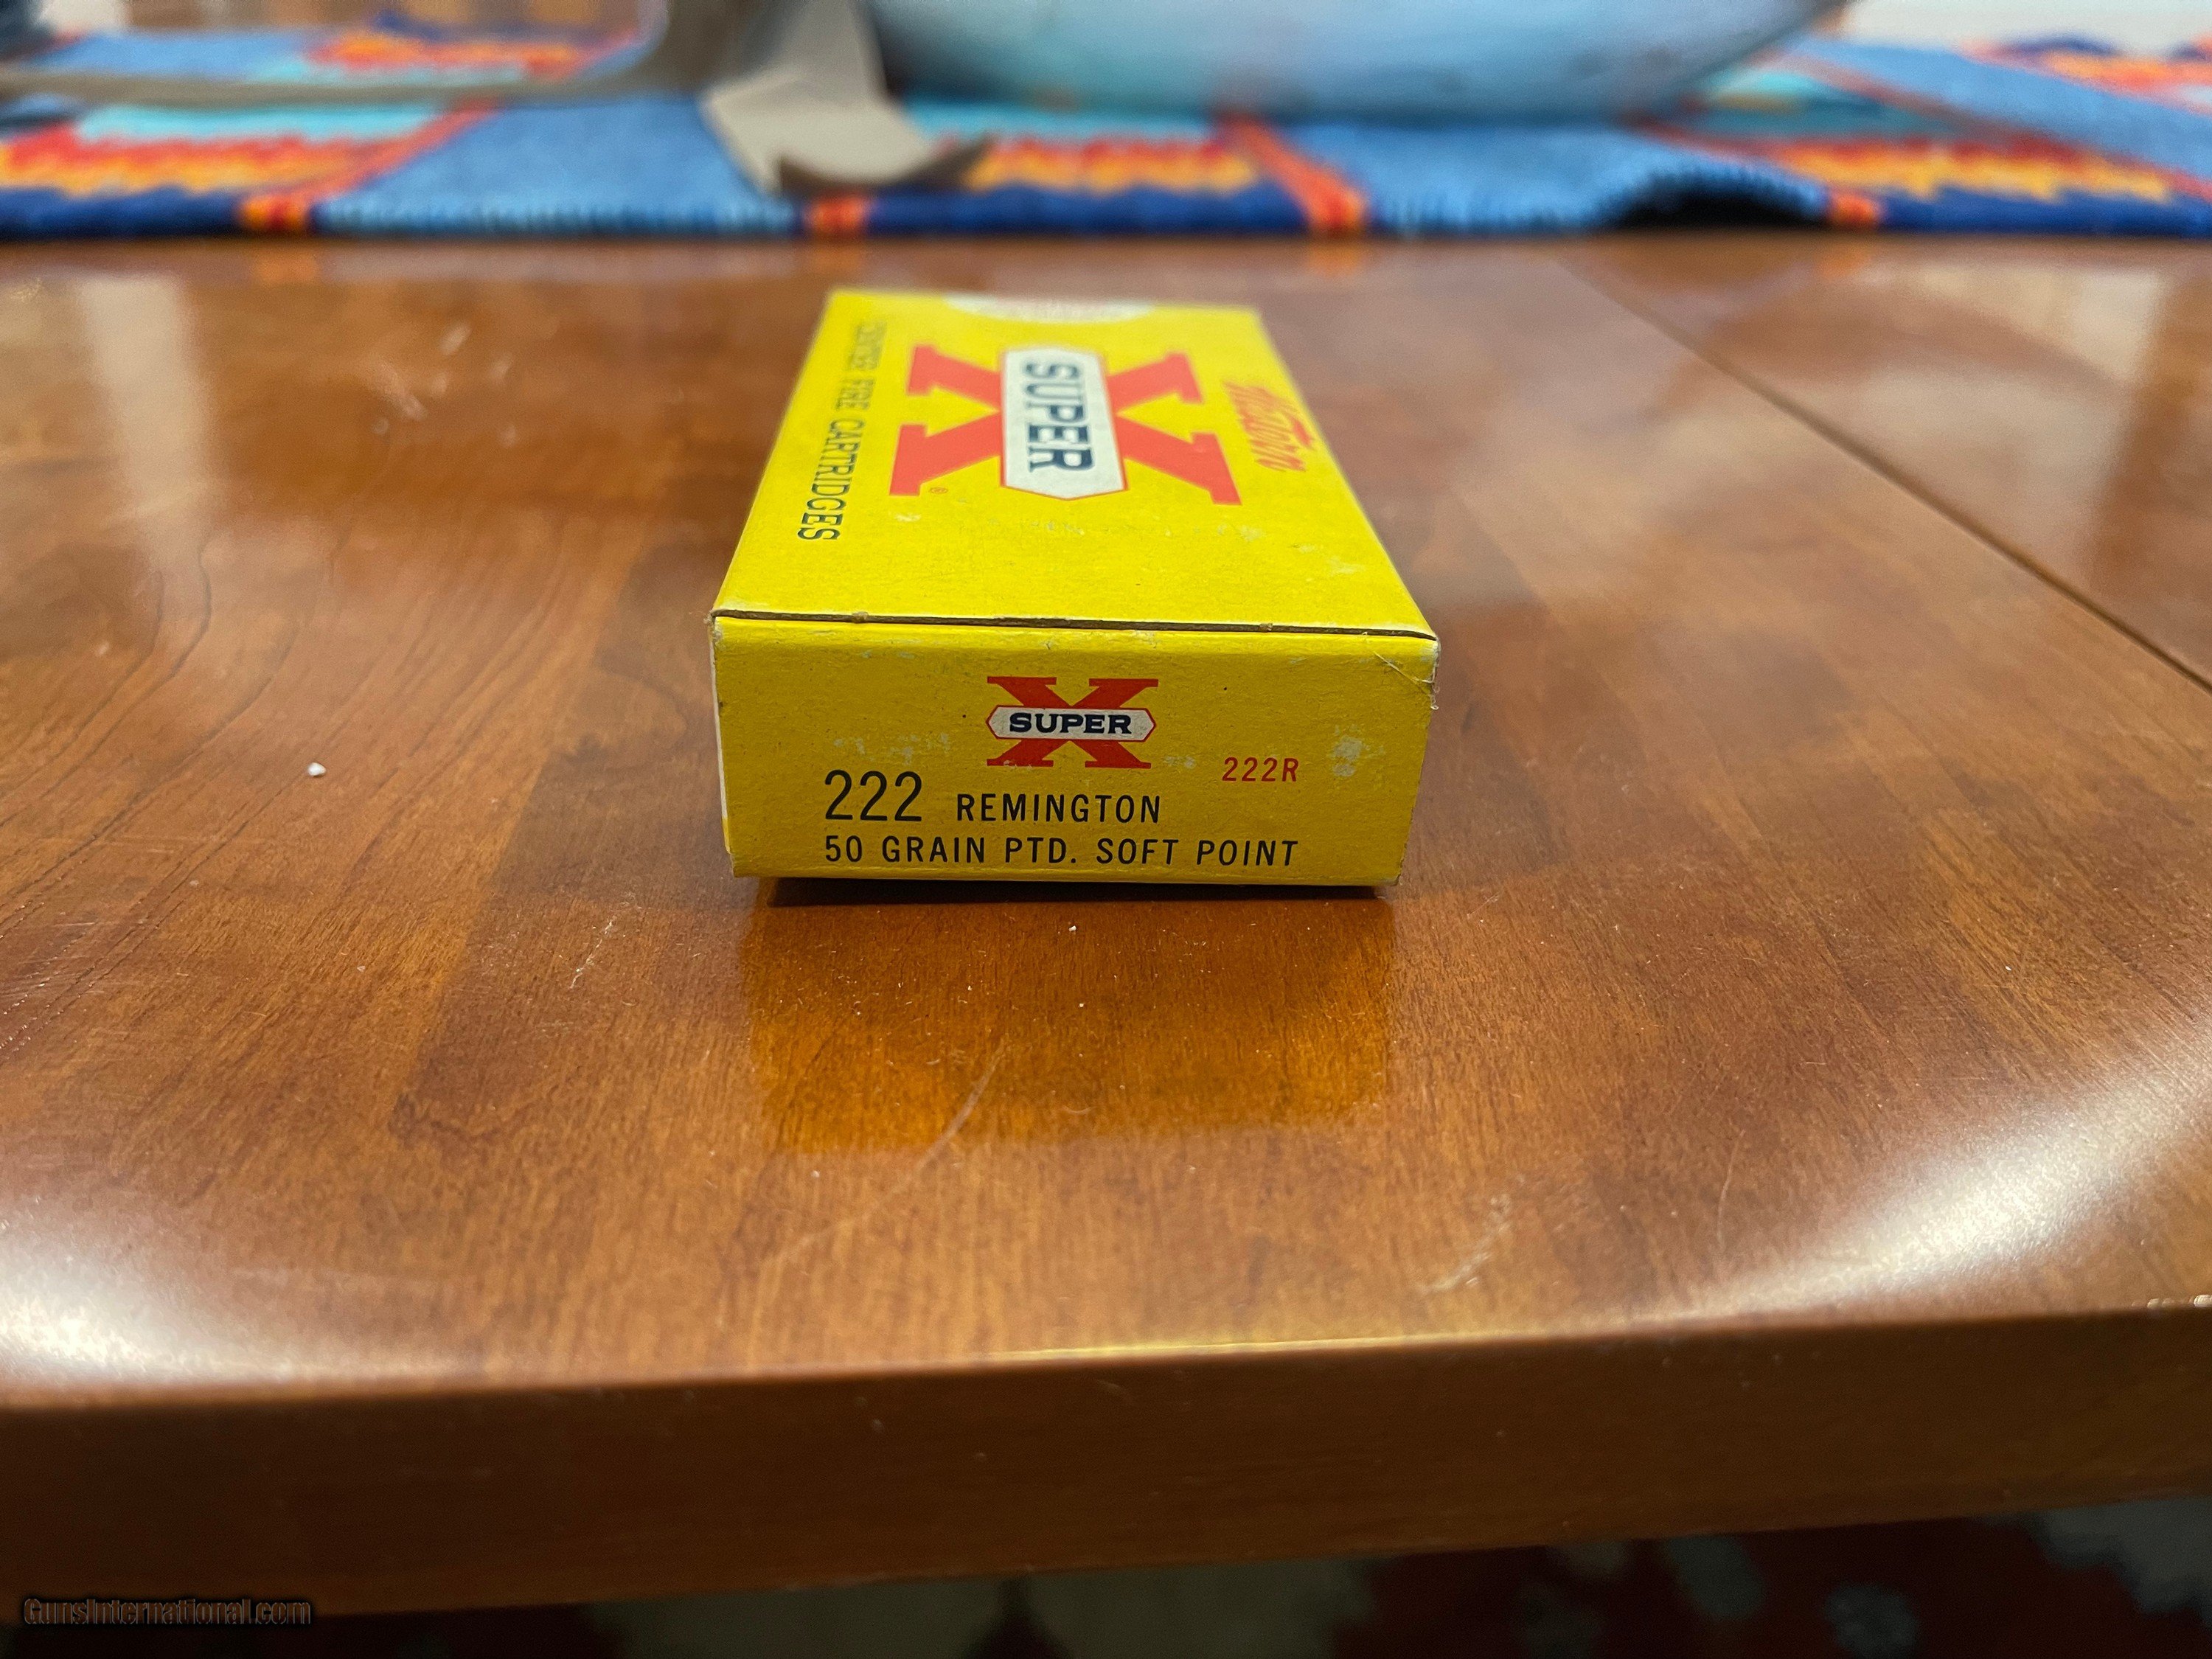 Western
SUPER X ®
CENTER FIRE CARTRIDGES
SUPER X
222R
222 REMINGTON
50 GRAIN PTD. SOFT POINT
GunsInternational.com